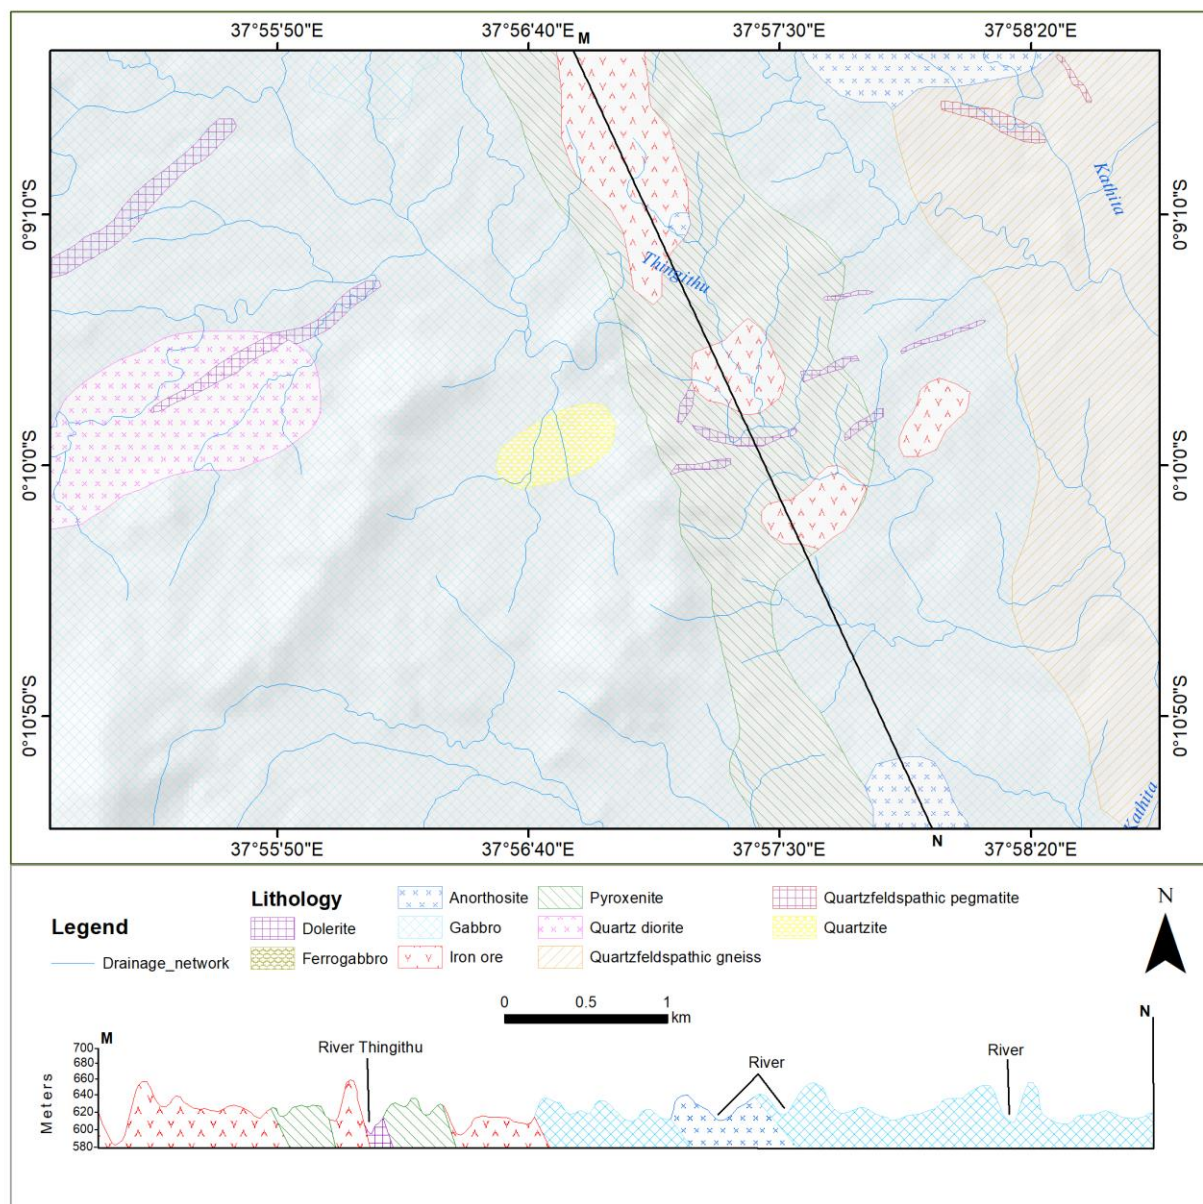 37°55'50"E 37°56'40"E 37°57'30"E 37°58'20"E
M
Kathita
0°9'10"S 0°9'10"S
Thingithu
0°10'0"S 0°10'0"S
0°10'50"S 0°10'50"S
Kathita
37°55'50"E 37°56'40"E 37°57'30"E 37°58'20"E
N
Legend
Drainage_network
Lithology
Dolerite
Ferrogabbro
Anorthosite
Gabbro
Iron ore
Pyroxenite
Quartz diorite
Quartzfeldspathic gneiss
Quartzfeldspathic pegmatite
Quartzite
N
0 0.5 1
km
M
N
River Thingithu
River
River
Meters
700
680
660
640
620
600
580